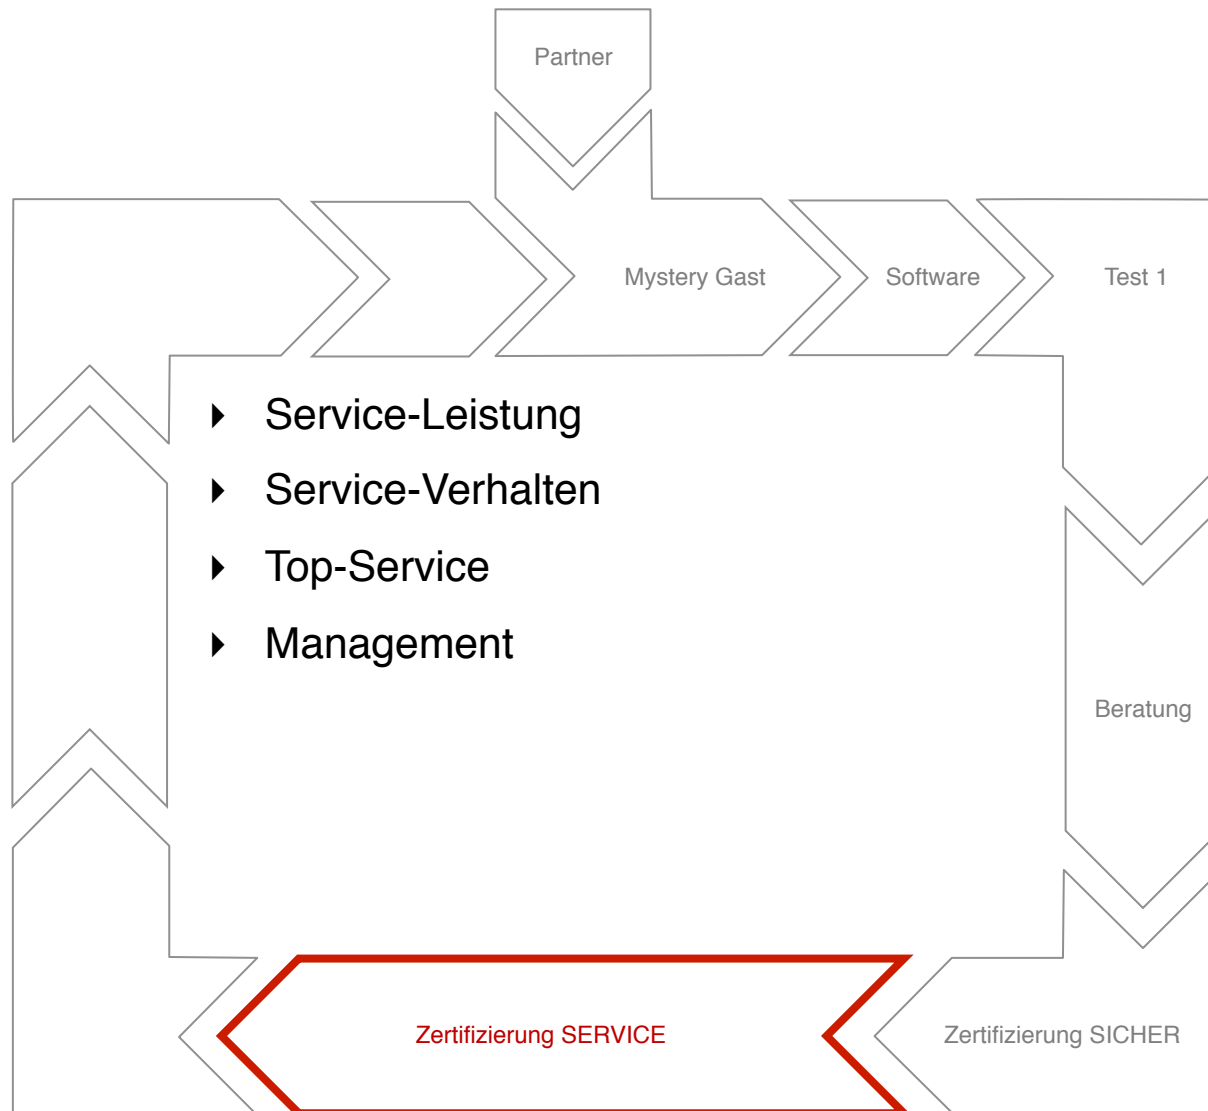 Partner
Mystery Gast
Software
Test 1
Service-Leistung
Service-Verhalten
Top-Service
Management
Beratung
Zertifizierung SERVICE
Zertifizierung SICHER